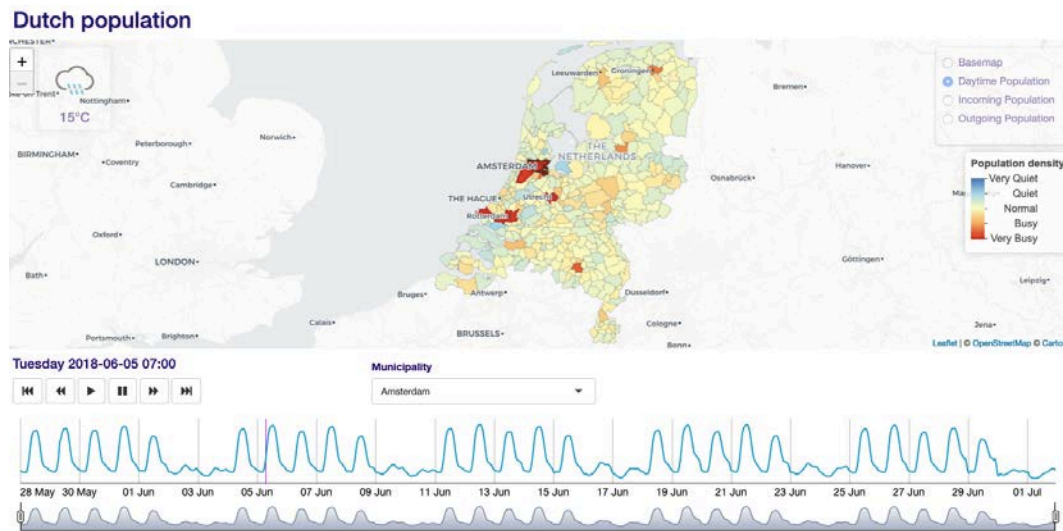 Dutch population
+
−
15°C
Nottingham
Peterborough
Norwich
BIRMINGHAM
Coventry
Cambridge
Oxford
LONDON
Bath
Portsmouth
Brighton
Calais
Bruges
Antwerp
BRUSSELS
Leeuwarden
Groningen
AMSTERDAM
THE
NETHERLANDS
THE HAGUE
Utrecht
Rotterdam
Bremen
Osnabrück
Hanover
Göttingen
Leipzig
Dusseldorf
Cologne
Bonn
Jena
Basemap
Daytime Population
Incoming Population
Outgoing Population
Population density
Very Quiet
Quiet
Normal
Busy
Very Busy
Leaflet | © OpenStreetMap © Carto
Tuesday 2018-06-05 07:00
Municipality
Amsterdam
28 May 30 May 01 Jun 03 Jun 05 Jun 07 Jun 09 Jun 11 Jun 13 Jun 15 Jun 17 Jun 19 Jun 21 Jun 23 Jun 25 Jun 27 Jun 29 Jun 01 Jul